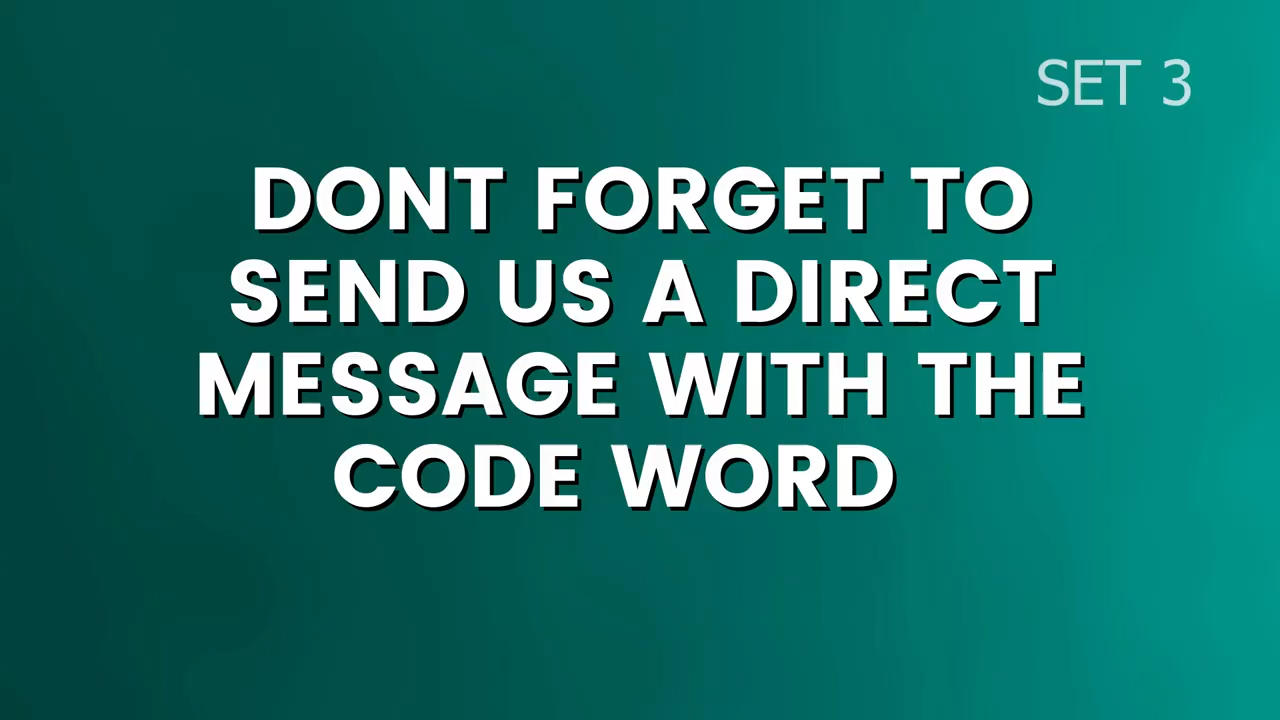 SET 3
DONT FORGET TO
SEND US A DIRECT
MESSAGE WITH THE
CODE WORD